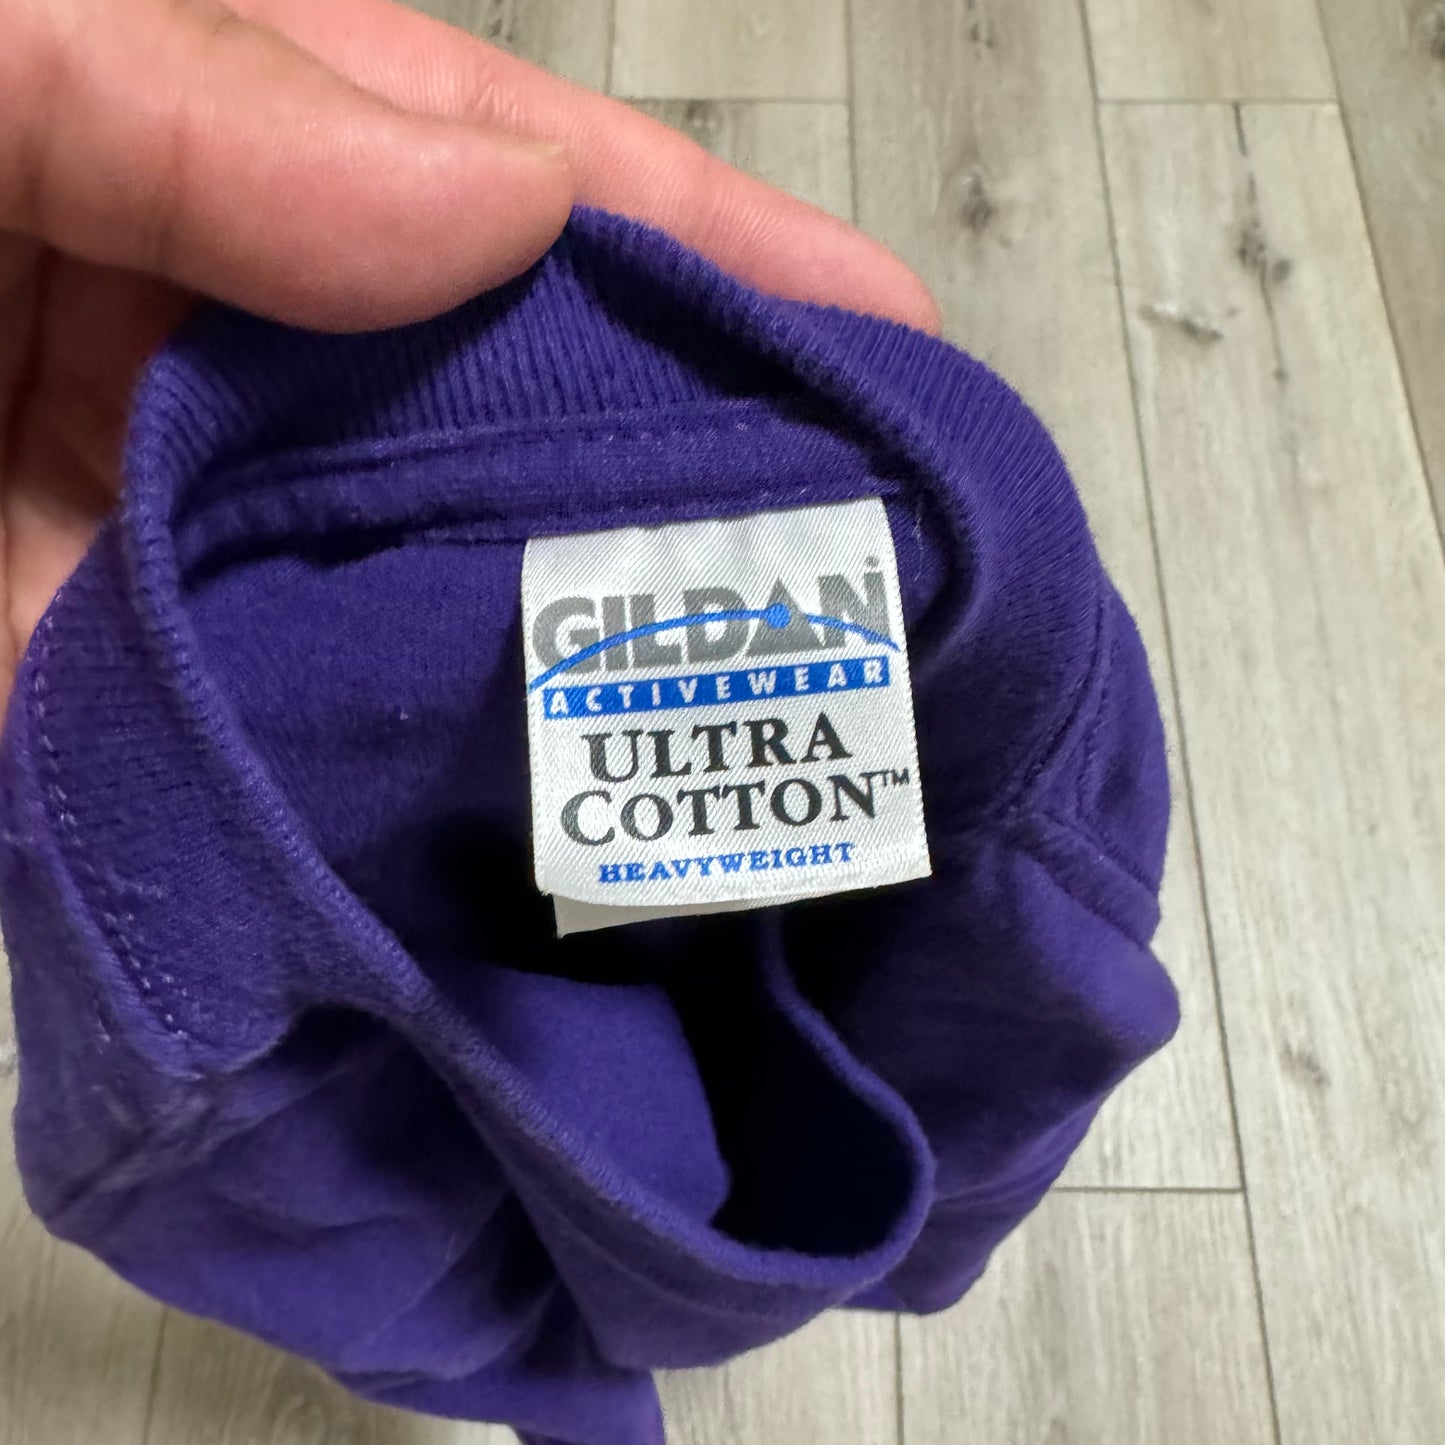 GILDAN
ACTIVEWEAR
ULTRA
COTTON™
HEAVYWEIGHT